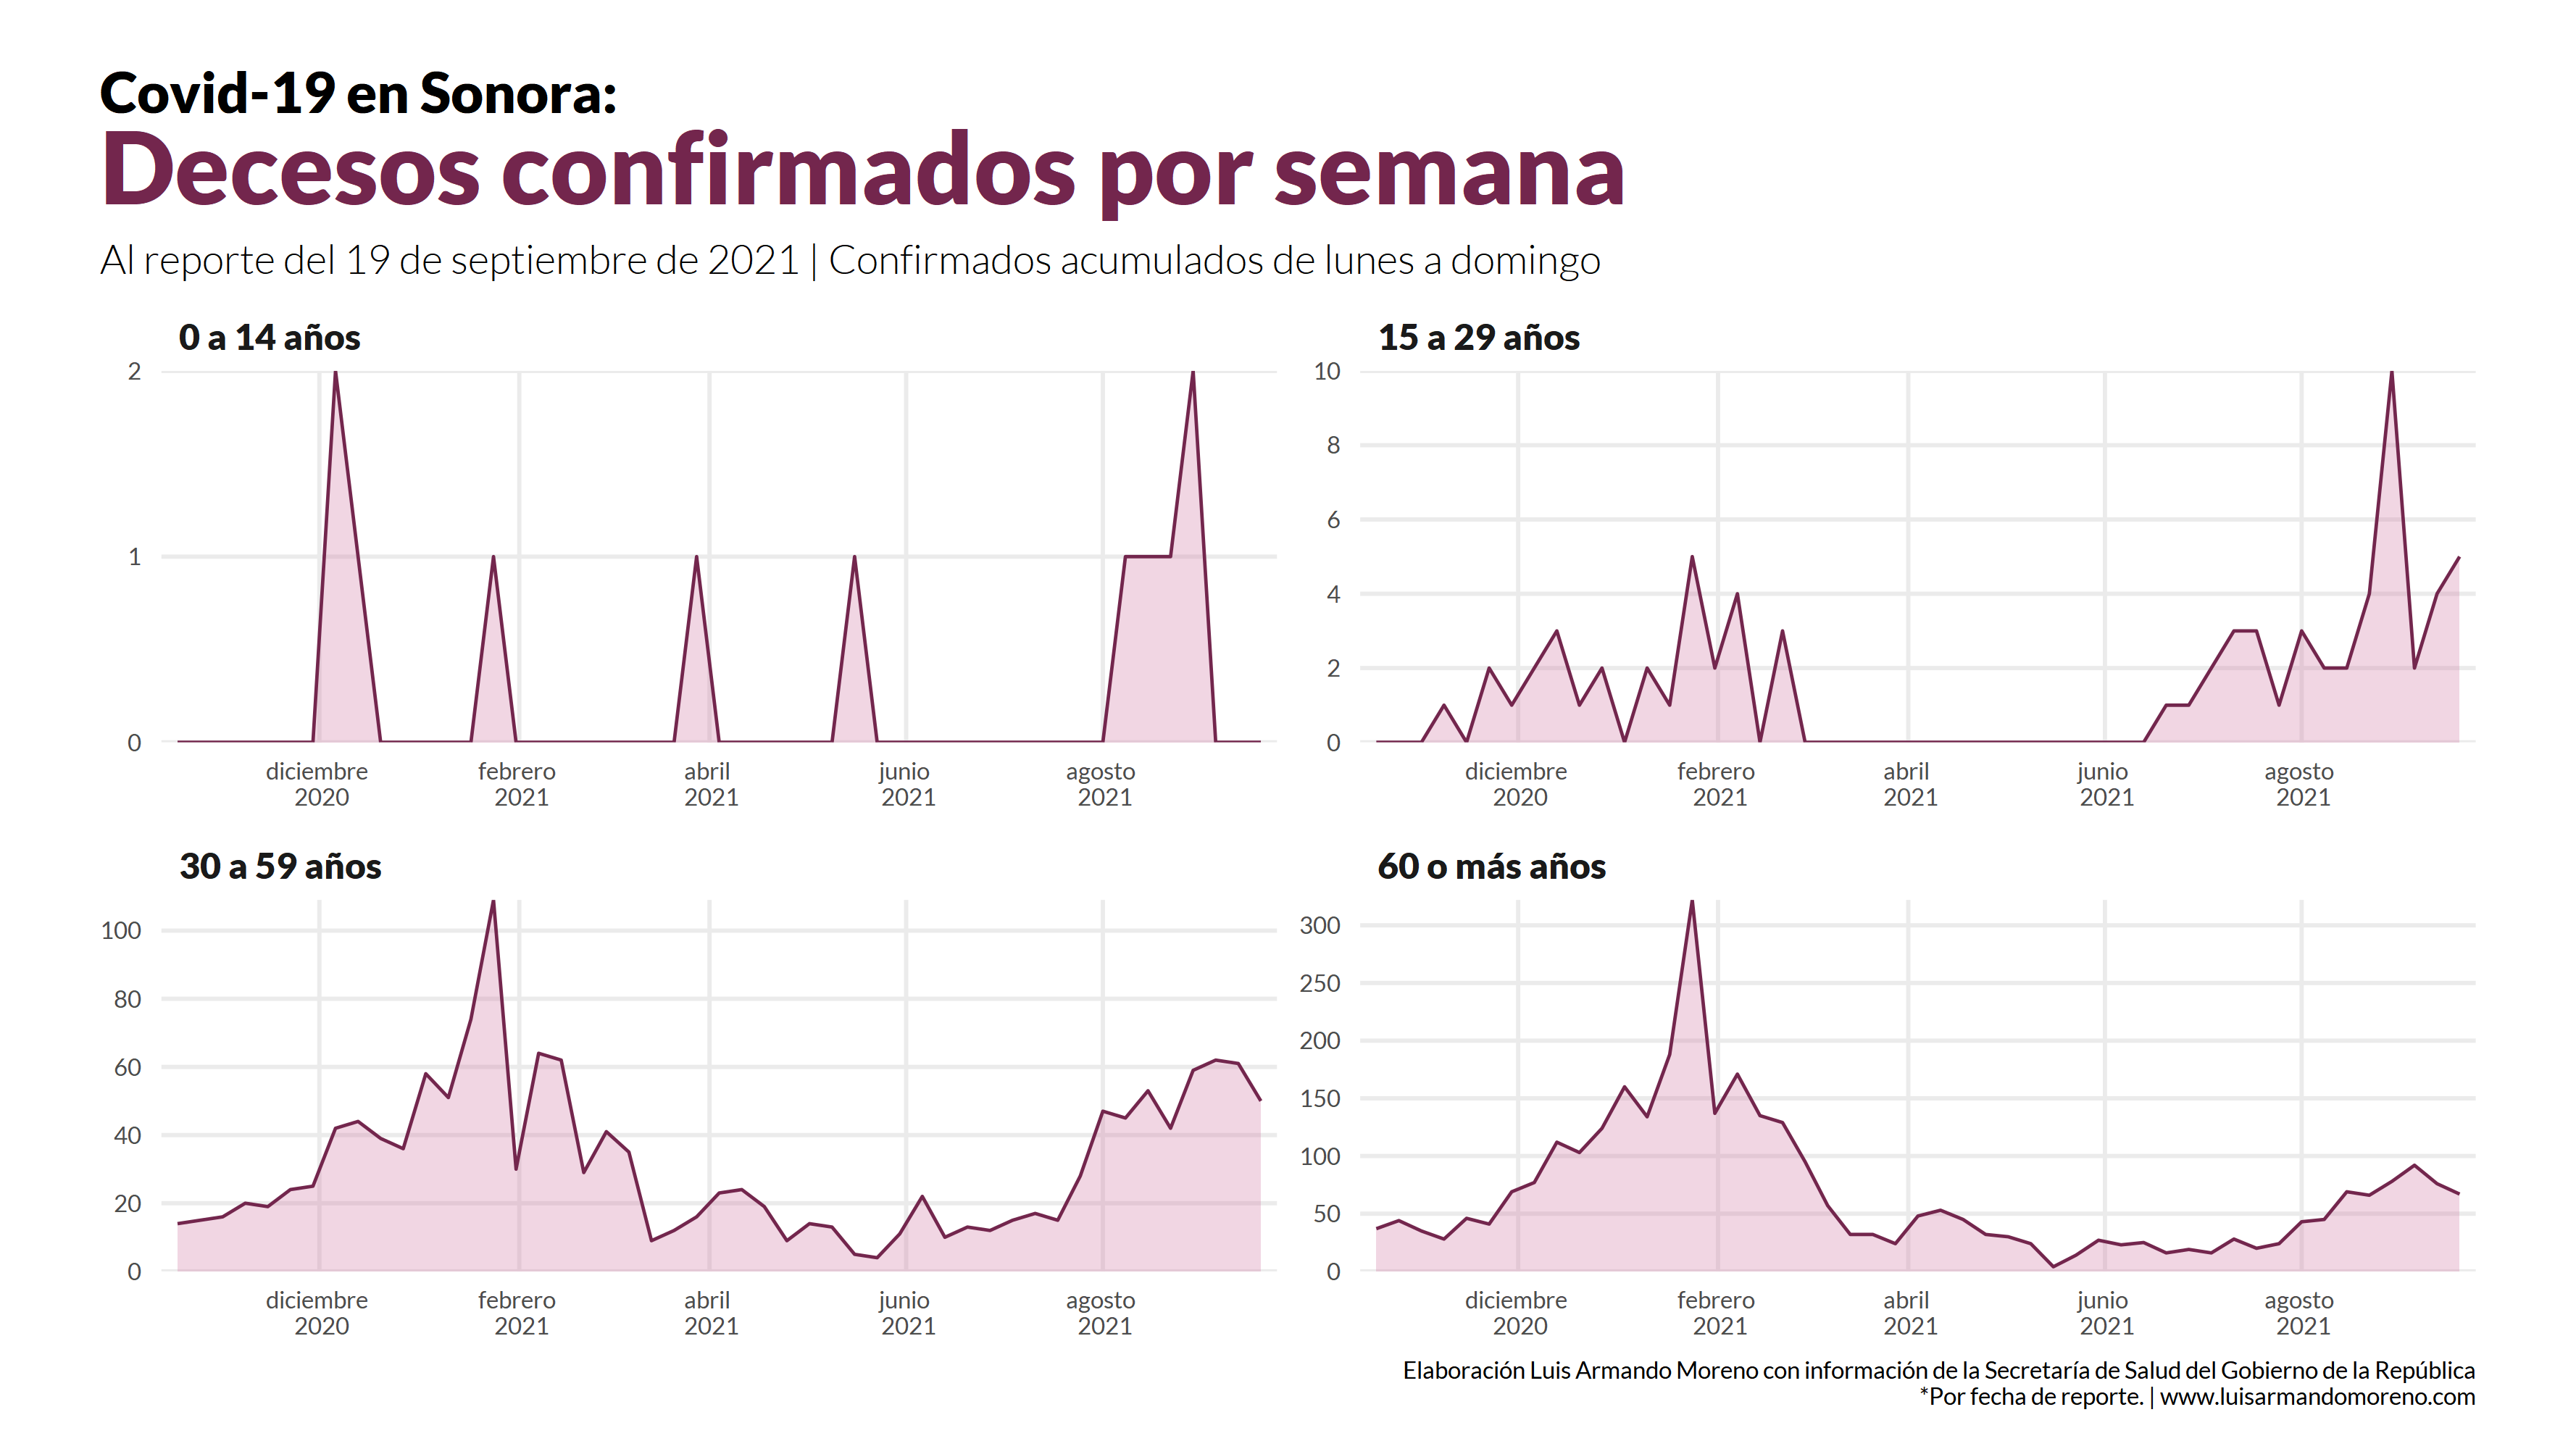 Covid-19 en Sonora:
Decesos confirmados por semana
Al reporte del 19 de septiembre de 2021 | Confirmados acumulados de lunes a domingo
0 a 14 años
2
1
0
diciembre 2020
febrero 2021
abril 2021
junio 2021
agosto 2021
15 a 29 años
10
8
6
4
2
0
diciembre 2020
febrero 2021
abril 2021
junio 2021
agosto 2021
30 a 59 años
100
80
60
40
20
0
diciembre 2020
febrero 2021
abril 2021
junio 2021
agosto 2021
60 o más años
300
250
200
150
100
50
0
diciembre 2020
febrero 2021
abril 2021
junio 2021
agosto 2021
Elaboración Luis Armando Moreno con información de la Secretaría de Salud del Gobierno de la República
*Por fecha de reporte. | www.luisarmandomoreno.com